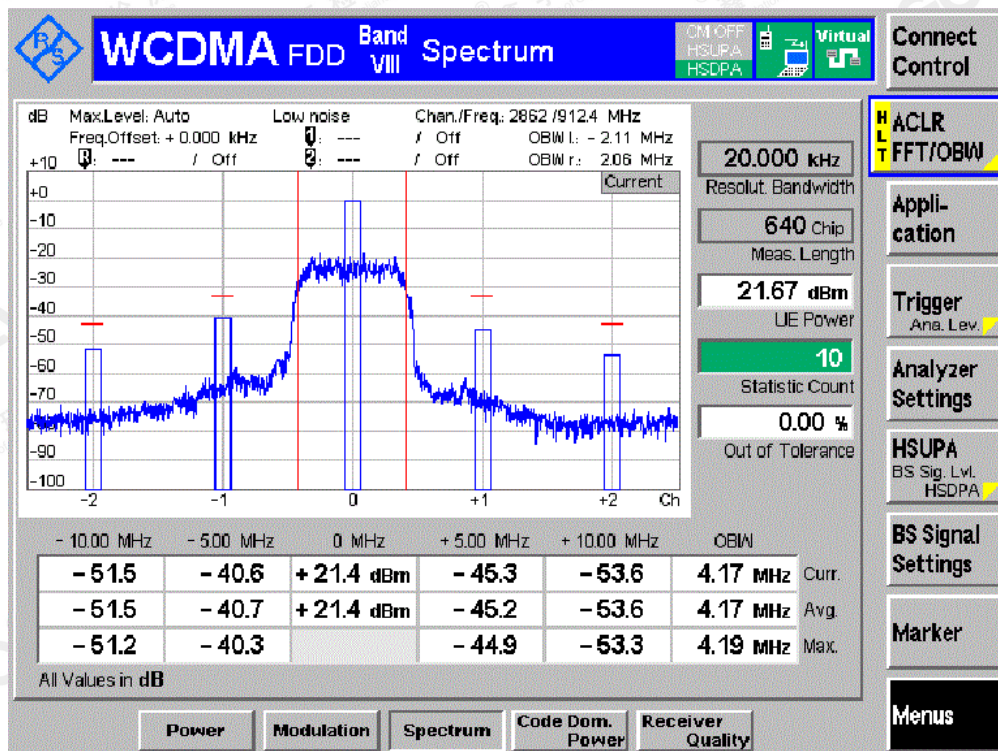 R S
WCDMA FDD Band VIII Spectrum
CM:OFF
HSUPA
HSDPA
Virtual
Connect Control
dB Max.Level: Auto Low noise Chan./Freq.: 2862 /912.4 MHz
Freq.Offset: + 0.000 kHz 1: --- / Off OBW l.: - 2.11 MHz
R: --- / Off 2: --- / Off OBW r.: 2.06 MHz
Current
+10
+0
-10
-20
-30
-40
-50
-60
-70
-90
-100
-2 -1 0 +1 +2 Ch
20.000 kHz
Resolut. Bandwidth
640 Chip
Meas. Length
21.67 dBm
UE Power
10
Statistic Count
0.00 %
Out of Tolerance
- 10.00 MHz - 5.00 MHz 0 MHz + 5.00 MHz + 10.00 MHz OBW
- 51.5 - 40.6 + 21.4 dBm - 45.3 - 53.6 4.17 MHz Curr.
- 51.5 - 40.7 + 21.4 dBm - 45.2 - 53.6 4.17 MHz Avg.
- 51.2 - 40.3 - 44.9 - 53.3 4.19 MHz Max.
All Values in dB
HLT
ACLR
FFT/OBW
Appli-
cation
Trigger
Ana. Lev.
Analyzer
Settings
HSUPA
BS Sig. Lvl.
HSDPA
BS Signal
Settings
Marker
Menus
Power
Modulation
Spectrum
Code Dom.
Power
Receiver
Quality